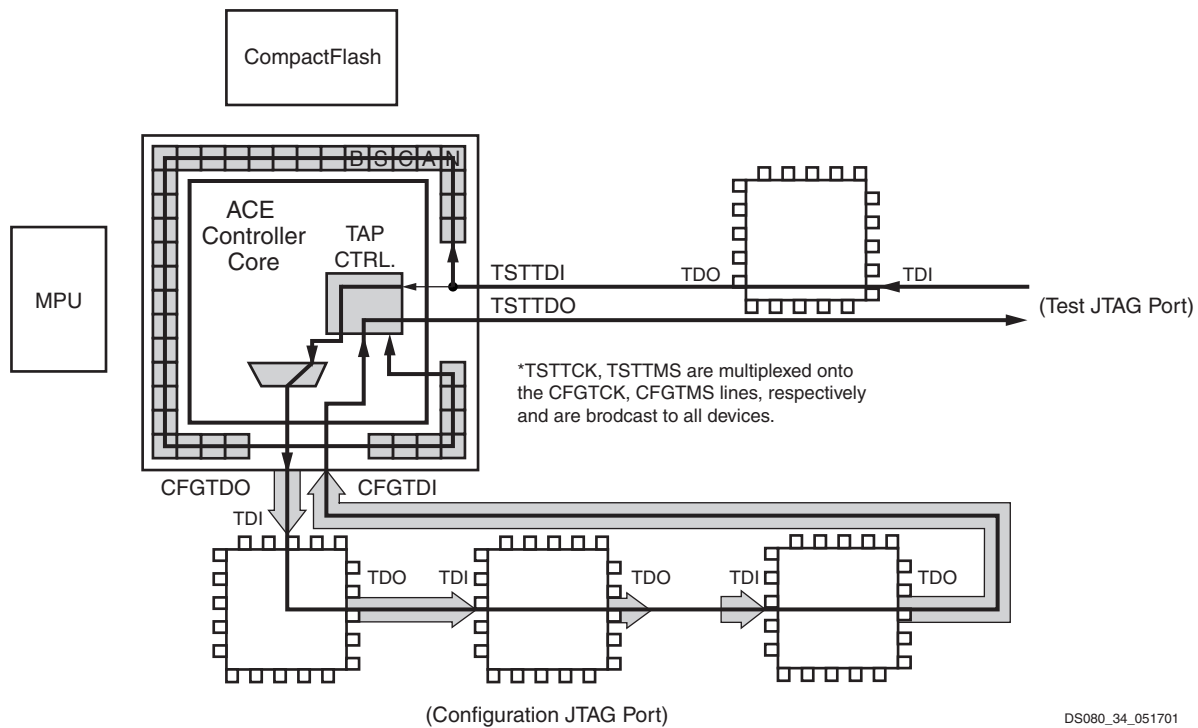 CompactFlash
BSCAN
ACE
Controller
Core
TAP
CTRL.
MPU
TSTTDI
TDO
TDI
TSTTDO
(Test JTAG Port)
*TSTTCK, TSTTMS are multiplexed onto
the CFGTCK, CFGTMS lines, respectively
and are brodcast to all devices.
CFGTDO
CFGTDI
TDI
TDO
TDI
TDO
TDI
TDO
(Configuration JTAG Port)
DS080_34_051701